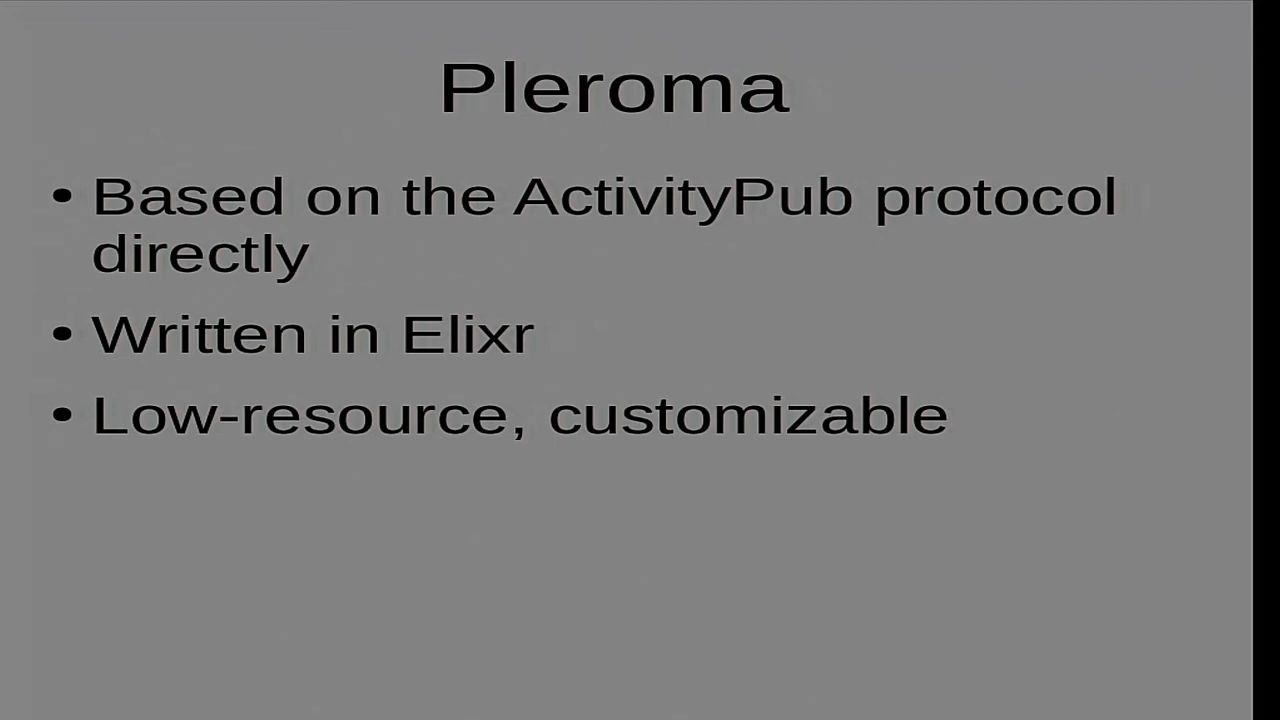 Pleroma
• Based on the ActivityPub protocol
directly
• Written in Elixr
• Low-resource, customizable